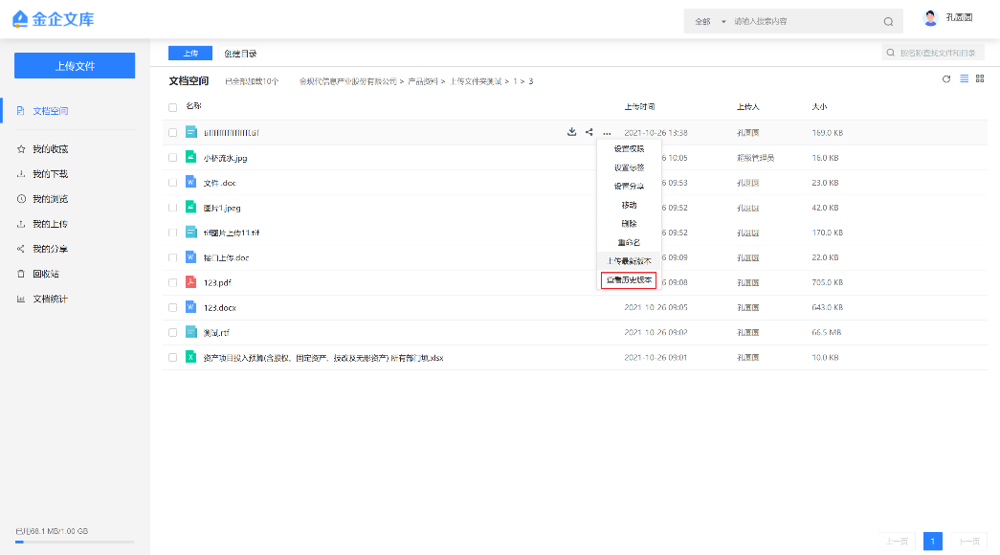 金企文库
全部 请输入搜索内容
孔圆圆
上传文件
文档空间
我的收藏
我的下载
我的浏览
我的上传
我的分享
回收站
文档统计
已用68.1 MB/1.00 GB
上传 创建目录
按名称查找文件和目录
文档空间 已全部加载10个 金现代信息产业股份有限公司 > 产品资料 > 上传文件夹测试 > 1 > 3
名称 上传时间 上传人 大小
2021-10-26 13:38 孔圆圆 169.0 KB
小桥流水.jpg 6 10:05 超级管理员 16.0 KB
文件 .doc 6 09:53 孔圆圆 23.0 KB
图片1.jpeg 6 09:52 孔圆圆 42.0 KB
tif图片上传11.tif 6 09:52 孔圆圆 170.0 KB
接口上传.doc 6 09:09 孔圆圆 22.0 KB
123.pdf 6 09:08 孔圆圆 705.0 KB
123.docx 2021-10-26 09:05 孔圆圆 643.0 KB
测试.rtf 2021-10-26 09:02 孔圆圆 66.5 MB
资产项目投入预算(含股权、固定资产、技改及无形资产) 所有部门填.xlsx 2021-10-26 09:01 孔圆圆 10.0 KB
设置权限
设置标签
设置分享
移动
删除
重命名
上传最新版本
查看历史版本
上一页 1 下一页